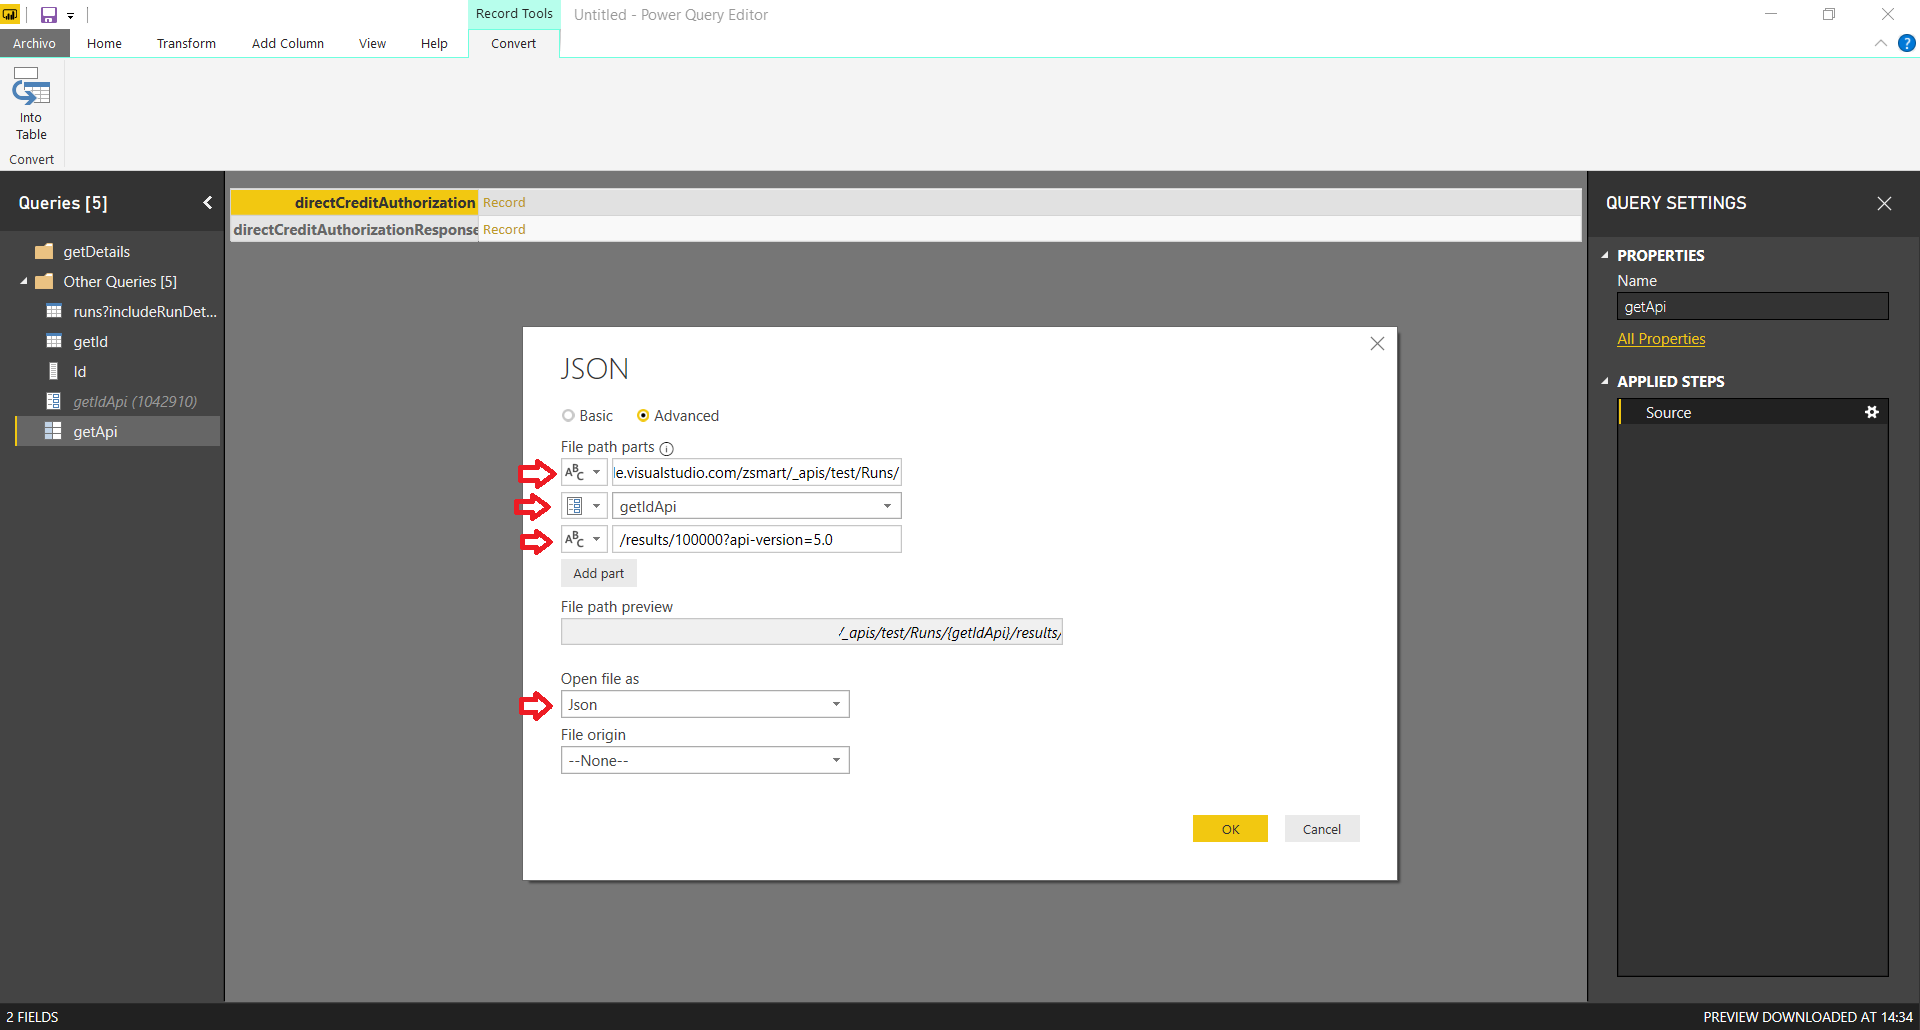 Record Tools
Untitled - Power Query Editor
Archivo
Home
Transform
Add Column
View
Help
Convert
?
Into
Table
Convert
Queries [5]
getDetails
Other Queries [5]
runs?includeRunDet...
getId
Id
getIdApi (1042910)
getApi
directCreditAuthorization Record
directCreditAuthorizationResponse Record
JSON
Basic
Advanced
File path parts
ABC
le.visualstudio.com/zsmart/_apis/test/Runs/
getIdApi
ABC
/results/100000?api-version=5.0
Add part
File path preview
/_apis/test/Runs/{getIdApi}/results/
Open file as
Json
File origin
--None--
OK
Cancel
QUERY SETTINGS
PROPERTIES
Name
getApi
All Properties
APPLIED STEPS
Source
2 FIELDS
PREVIEW DOWNLOADED AT 14:34